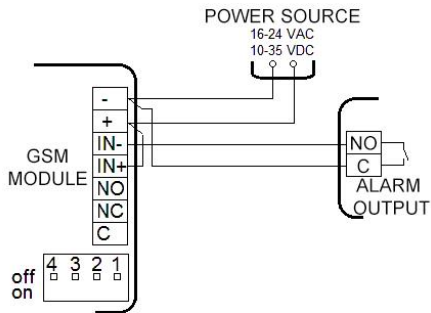 POWER SOURCE
16-24 VAC
10-35 VDC
-
+
IN-
IN+
NO
NC
C
GSM
MODULE
NO
C
ALARM
OUTPUT
4 3 2 1
off
on